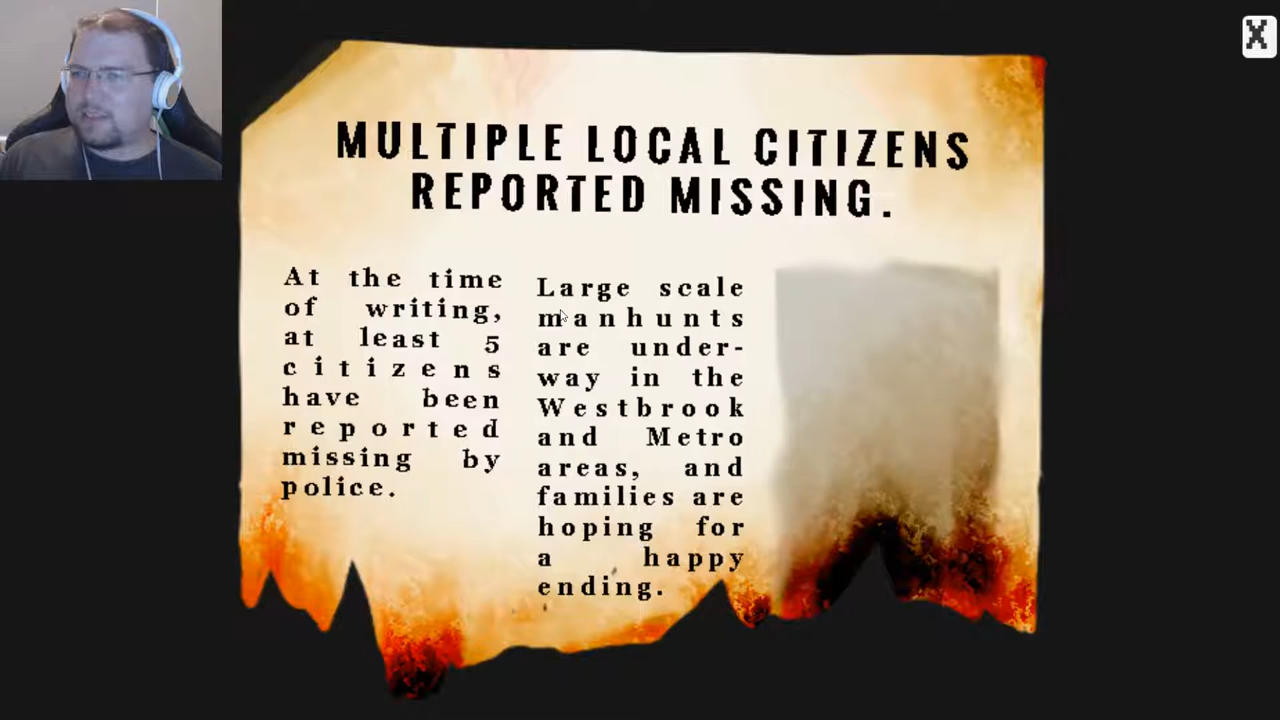 X
MULTIPLE LOCAL CITIZENS
REPORTED MISSING.
At the time
of writing,
at least 5
citizens
have been
reported
missing by
police.
Large scale
manhunts
are under-
way in the
Westbrook
and Metro
areas, and
families are
hoping for
a happy
ending.